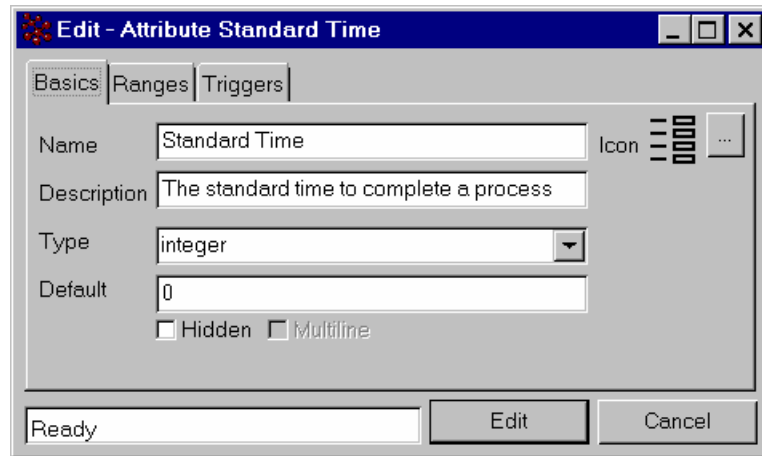 Edit - Attribute Standard Time
Basics Ranges Triggers
Name Standard Time Icon ...
Description The standard time to complete a process
Type integer
Default 0
Hidden Multiline
Ready Edit Cancel